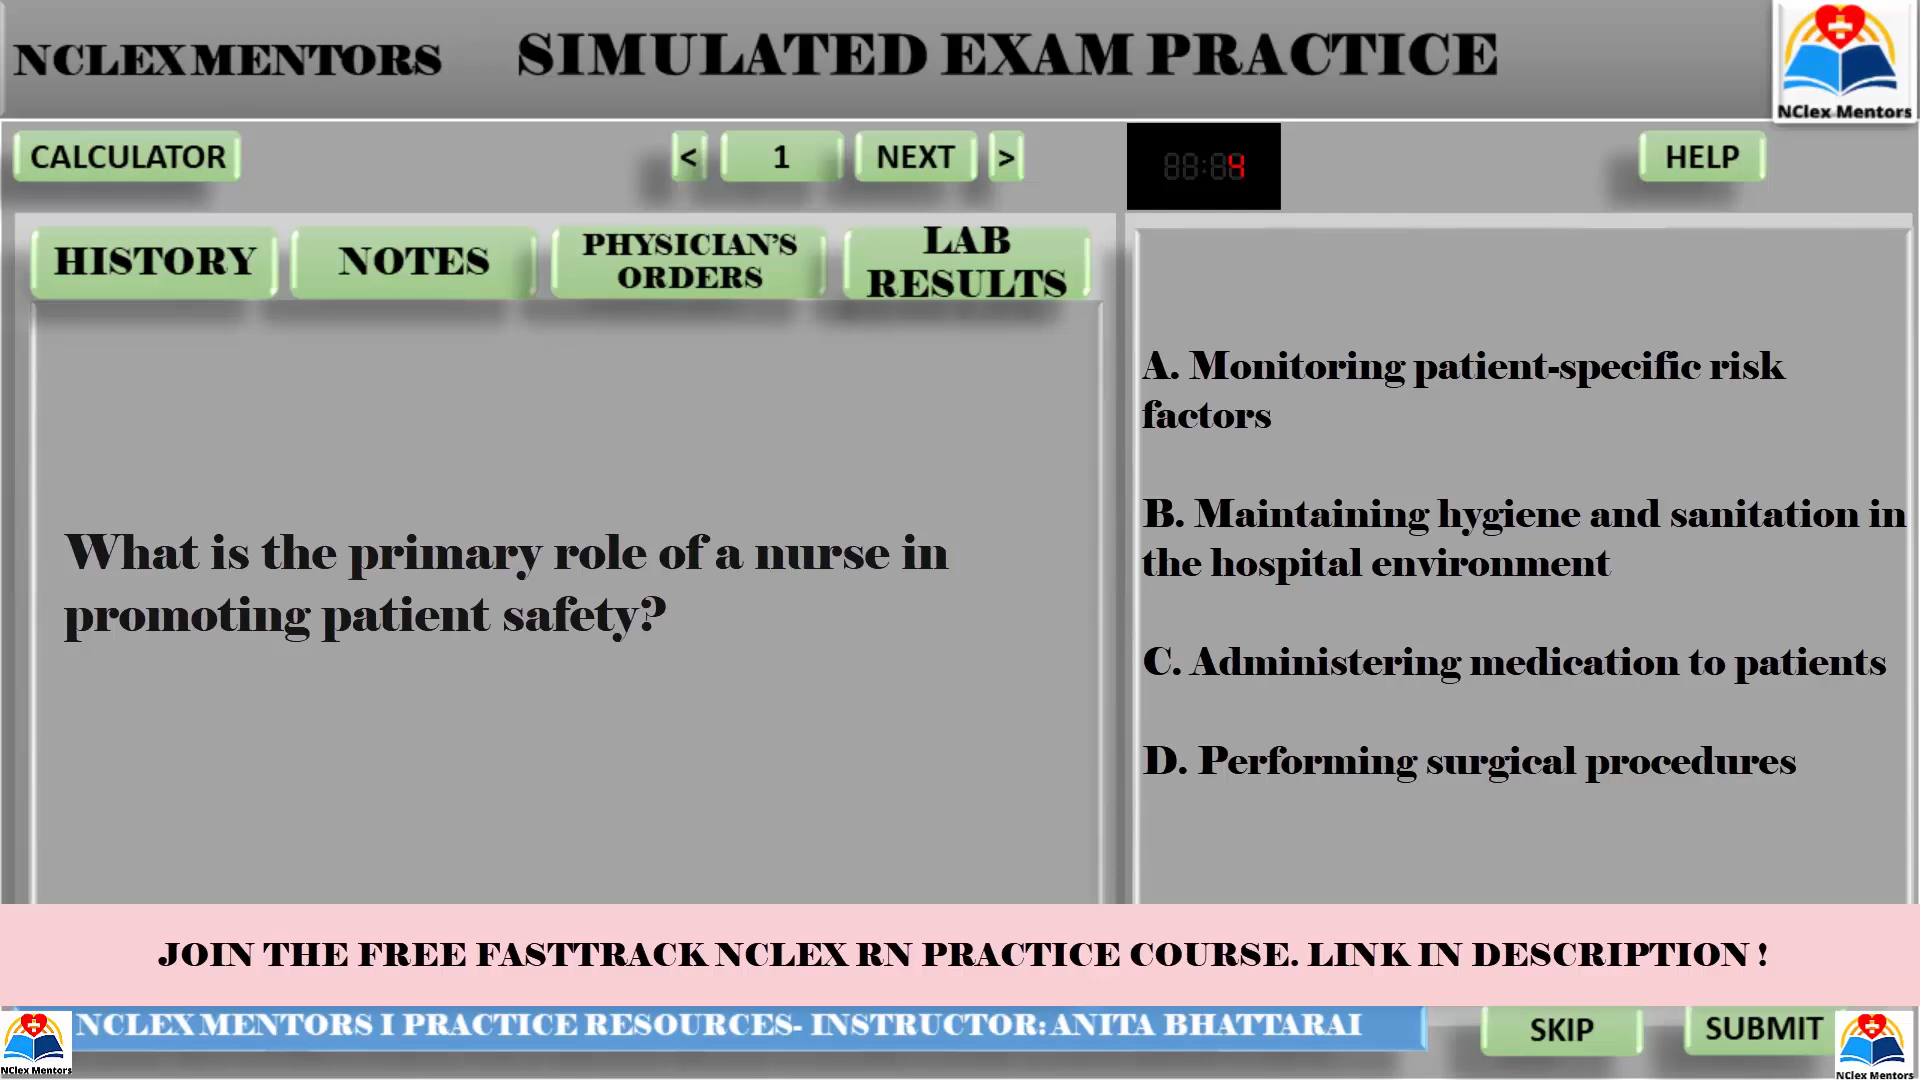 NCLEX MENTORS
SIMULATED EXAM PRACTICE
NClex Mentors
CALCULATOR
<
1
NEXT
>
4
HELP
HISTORY
NOTES
PHYSICIAN'S
ORDERS
LAB
RESULTS
What is the primary role of a nurse in
promoting patient safety?
A. Monitoring patient-specific risk
factors
B. Maintaining hygiene and sanitation in
the hospital environment
C. Administering medication to patients
D. Performing surgical procedures
JOIN THE FREE FASTTRACK NCLEX RN PRACTICE COURSE. LINK IN DESCRIPTION !
NClex Mentors
NCLEX MENTORS I PRACTICE RESOURCES- INSTRUCTOR: ANITA BHATTARAI
SKIP
SUBMIT
NClex Mentors